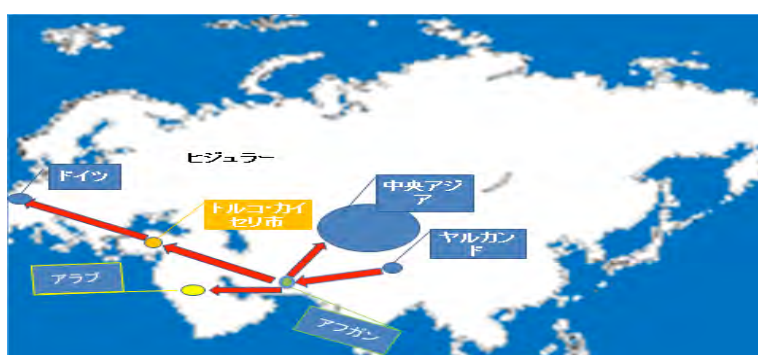 ヒジュラー
ドイツ
中央アジ
ア
トルコ・カイ
セリ市
ヤルカン
ド
アラブ
アフガン